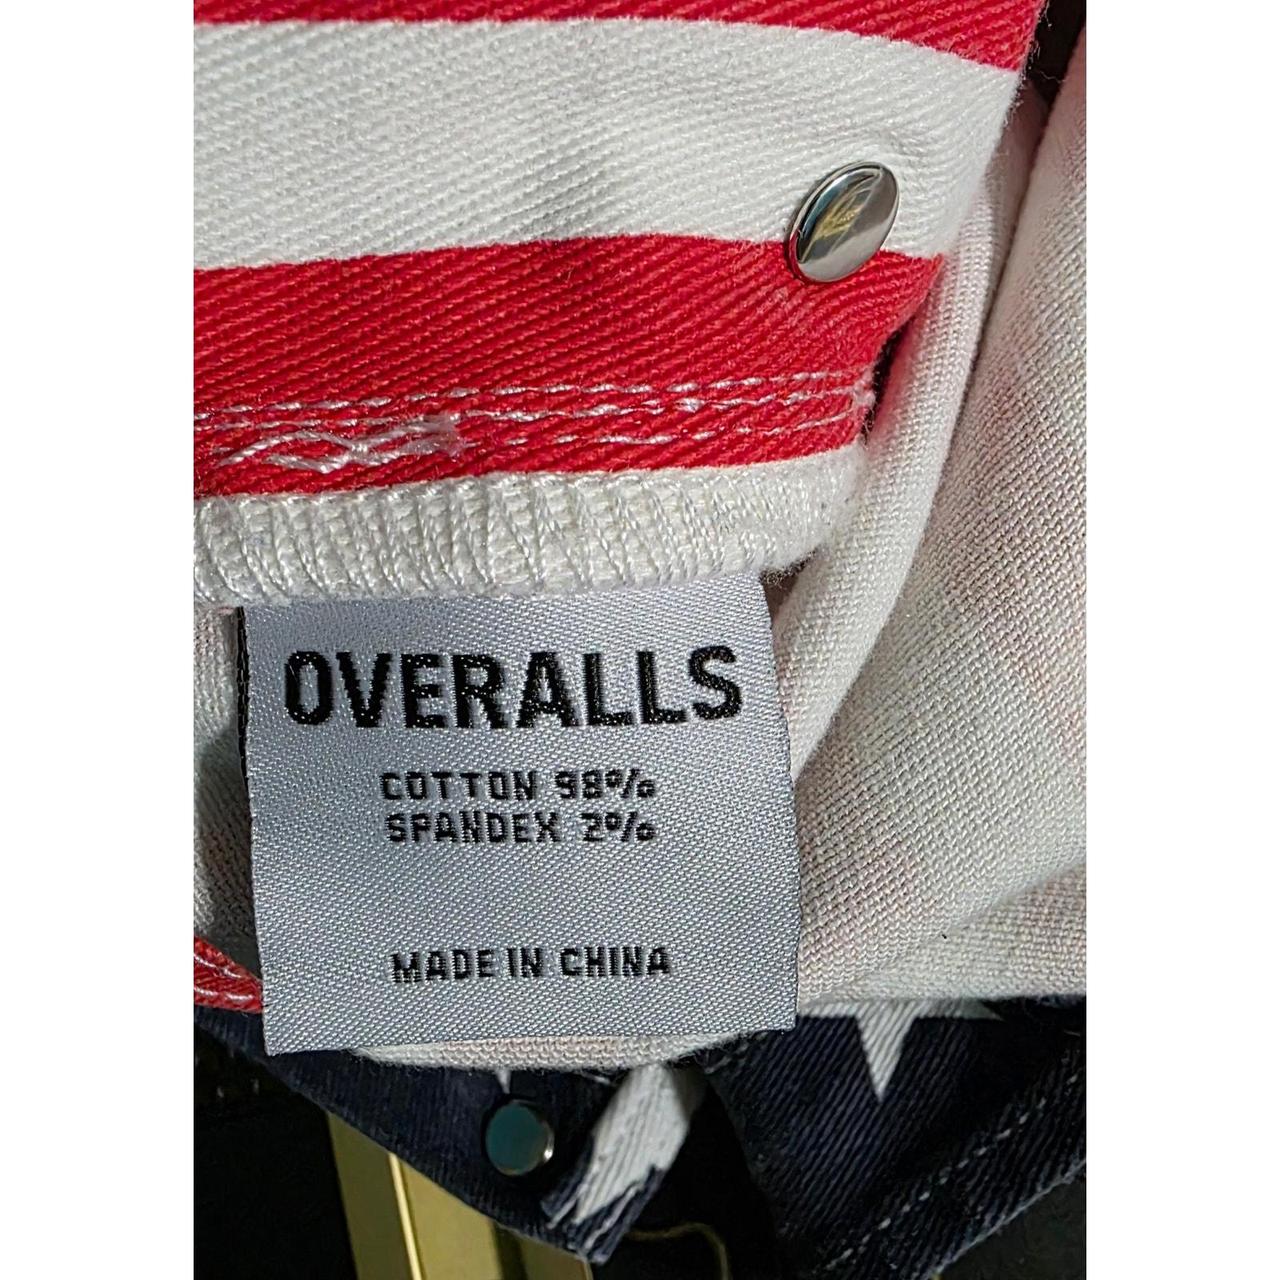 OVERALLS
COTTON 98%
SPANDEX 2%
MADE IN CHINA